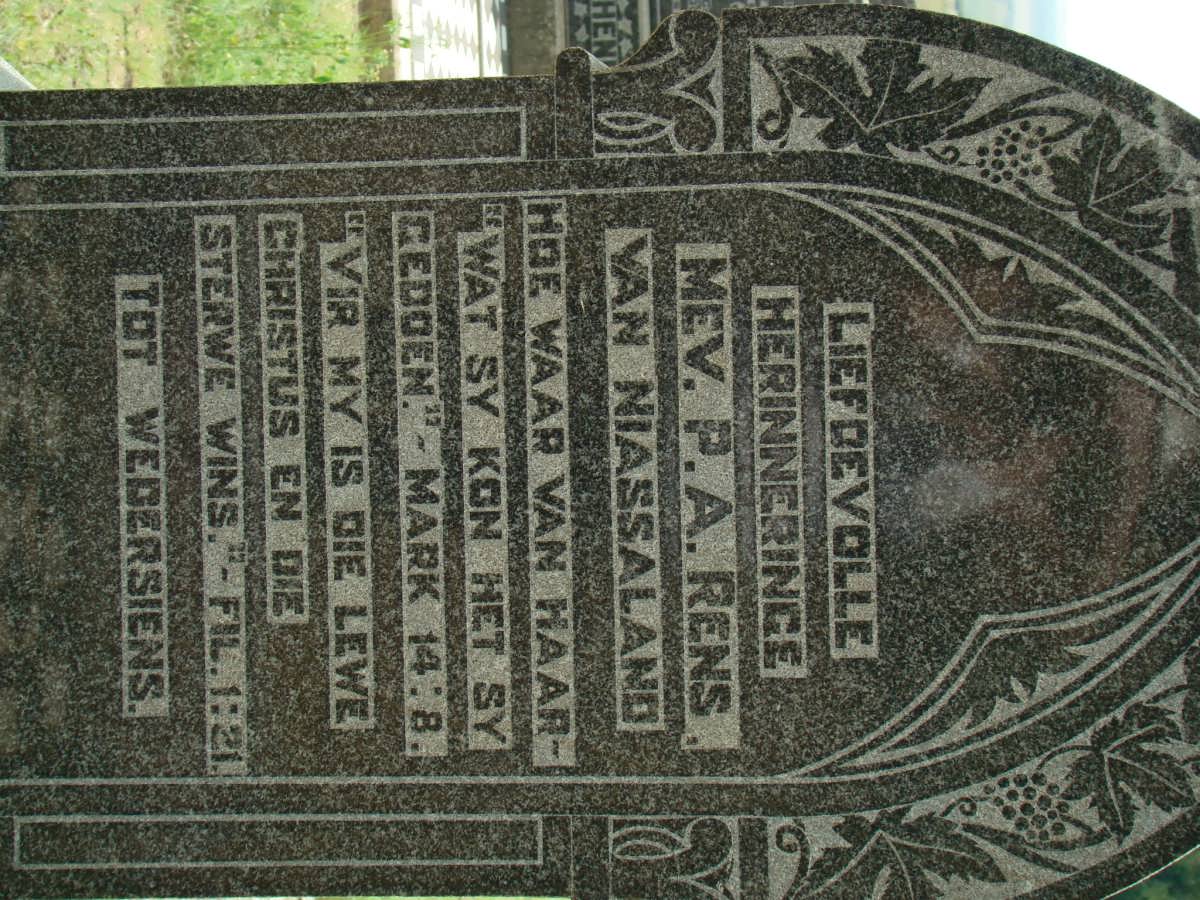 LIEFDEVOLLE
HERINNERINGE
MEV. P.A. RENS.
VAN NIASSALAND
HOE WAAR VAN HAAR-
"WAT SY KON HET SY
GEDOEN."- MARK 14:8.
"VIR MY IS DIE LEWE
CHRISTUS EN DIE
STERWE WINS."- FIL. 1:21
TOT WEDERSIENS.